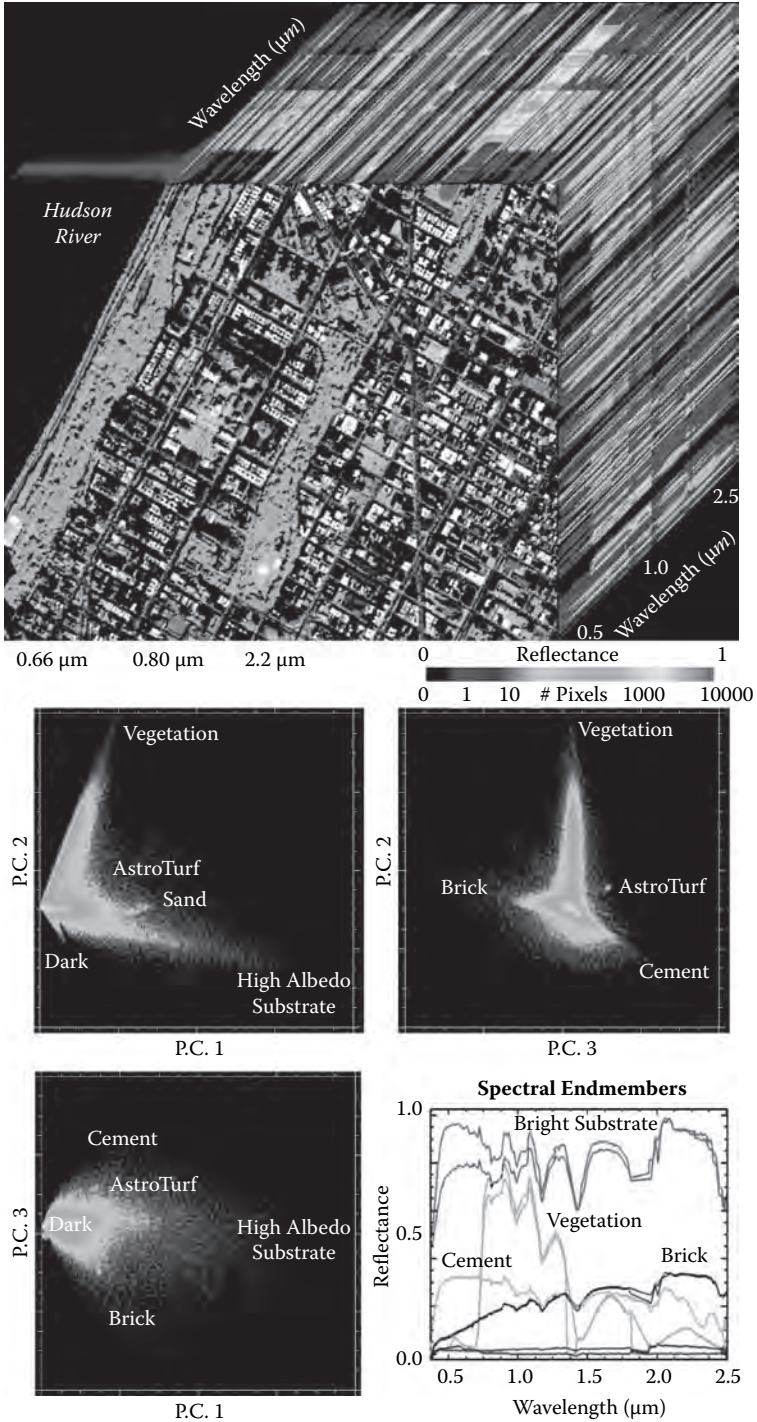 Wavelength (μm)
Hudson
River
2.5
1.0
Wavelength (μm)
0.5
0.66 μm 0.80 μm 2.2 μm
0 Reflectance 1
0 1 10 # Pixels 1000 10000
Vegetation
P.C. 2
AstroTurf
Sand
Dark
High Albedo
Substrate
P.C. 1
Vegetation
P.C. 2
Brick
AstroTurf
Cement
P.C. 3
Cement
AstroTurf
P.C. 3
Dark
High Albedo
Substrate
Brick
P.C. 1
Spectral Endmembers
1.0
Bright Substrate
Reflectance
0.5
Vegetation
Cement
Brick
0.0
0.5 1.0 1.5 2.0 2.5
Wavelength (μm)